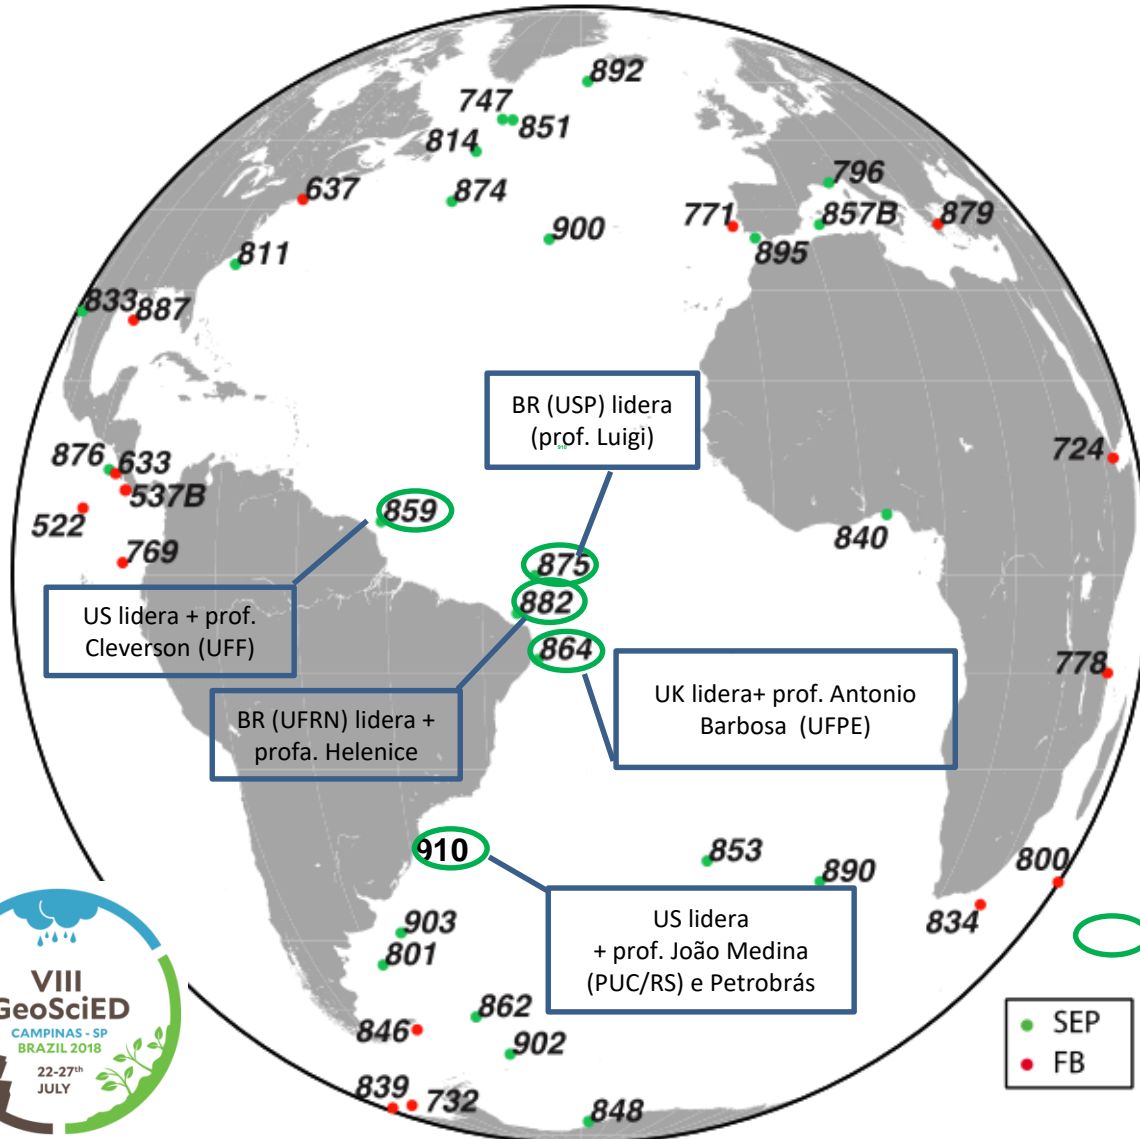 892
747
851
814
637
874
796
771
857B
879
900
895
811
833
887
BR (USP) lidera
(prof. Luigi)
876
633
724
537B
859
522
840
769
875
882
US lidera + prof.
Cleverson (UFF)
864
778
UK lidera+ prof. Antonio
Barbosa (UFPE)
BR (UFRN) lidera +
profa. Helenice
910
853
800
890
903
834
US lidera
+ prof. João Medina
(PUC/RS) e Petrobrás
801
VIII
GeoSciED
CAMPINAS - SP
BRAZIL 2018
22-27th
JULY
862
846
902
SEP
FB
839
732
848